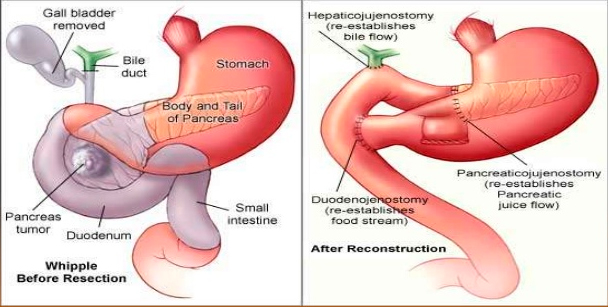 Gall bladder
removed
Bile
duct
Stomach
Body and Tail
of Pancreas
Pancreas
tumor
Duodenum
Small
intestine
Whipple
Before Resection
Hepaticojujenostomy
(re-establishes
bile flow)
Pancreaticojujenostomy
(re-establishes
Pancreatic
juice flow)
Duodenojenostomy
(re-establishes
food stream)
After Reconstruction